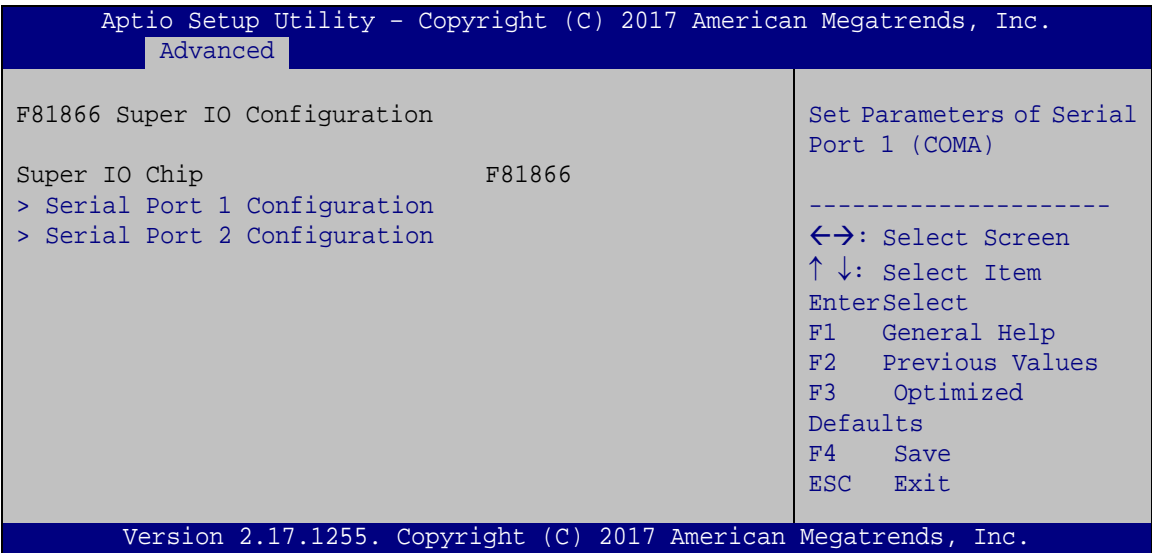 Aptio Setup Utility – Copyright (C) 2017 American Megatrends, Inc.
Advanced
F81866 Super IO Configuration
Super IO Chip F81866
> Serial Port 1 Configuration
> Serial Port 2 Configuration
Set Parameters of Serial
Port 1 (COMA)
---------------------
←→: Select Screen
↑ ↓: Select Item
EnterSelect
F1 General Help
F2 Previous Values
F3 Optimized
Defaults
F4 Save
ESC Exit
Version 2.17.1255. Copyright (C) 2017 American Megatrends, Inc.